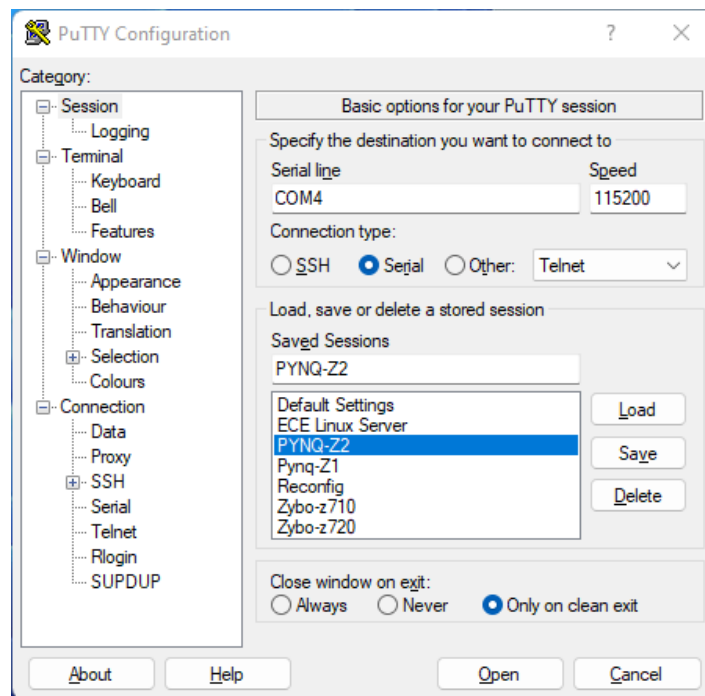 PuTTY Configuration
Category:
Session
Logging
Terminal
Keyboard
Bell
Features
Window
Appearance
Behaviour
Translation
Selection
Colours
Connection
Data
Proxy
SSH
Serial
Telnet
Rlogin
SUPDUP
Basic options for your PuTTY session
Specify the destination you want to connect to
Serial line Speed
COM4 115200
Connection type:
SSH Serial Other: Telnet
Load, save or delete a stored session
Saved Sessions
PYNQ-Z2
Default Settings
ECE Linux Server
PYNQ-Z2
Pynq-Z1
Reconfig
Zybo-z710
Zybo-z720
Load
Save
Delete
Close window on exit:
Always Never Only on clean exit
About Help Open Cancel